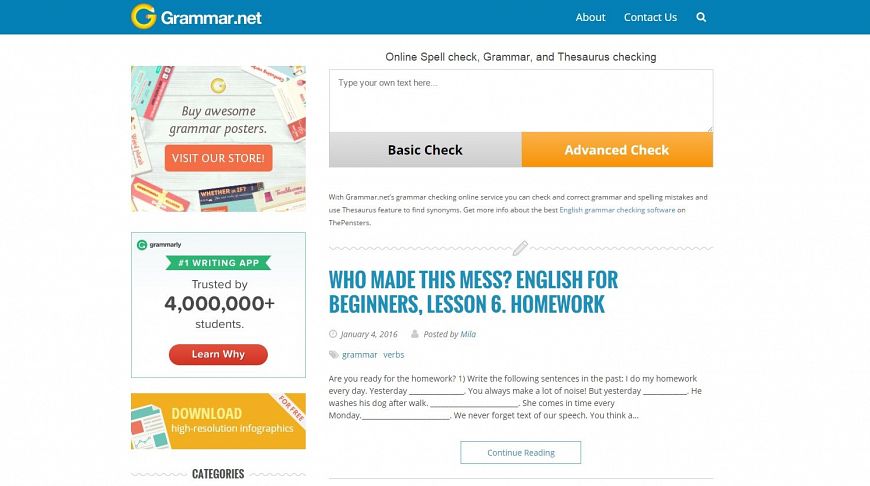 Grammar.net
About
Contact Us
Buy awesome
grammar posters.
VISIT OUR STORE!
WHETHER or IF?
grammarly
#1 WRITING APP
Trusted by
4,000,000+
students.
Learn Why
DOWNLOAD
high-resolution infographics
FOR FREE
CATEGORIES
Online Spell check, Grammar, and Thesaurus checking
Type your own text here...
Basic Check
Advanced Check
With Grammar.net's grammar checking online service you can check and correct grammar and spelling mistakes and
use Thesaurus feature to find synonyms. Get more info about the best English grammar checking software on
ThePensters.
WHO MADE THIS MESS? ENGLISH FOR
BEGINNERS, LESSON 6. HOMEWORK
January 4, 2016
Posted by Mila
grammar verbs
Are you ready for the homework? 1) Write the following sentences in the past: I do my homework
every day. Yesterday ______________. You always make a lot of noise! But yesterday ___________. He
washes his dog after walk. ______________________. She comes in time every
Monday.______________________. We never forget text of our speech. You think a...
Continue Reading